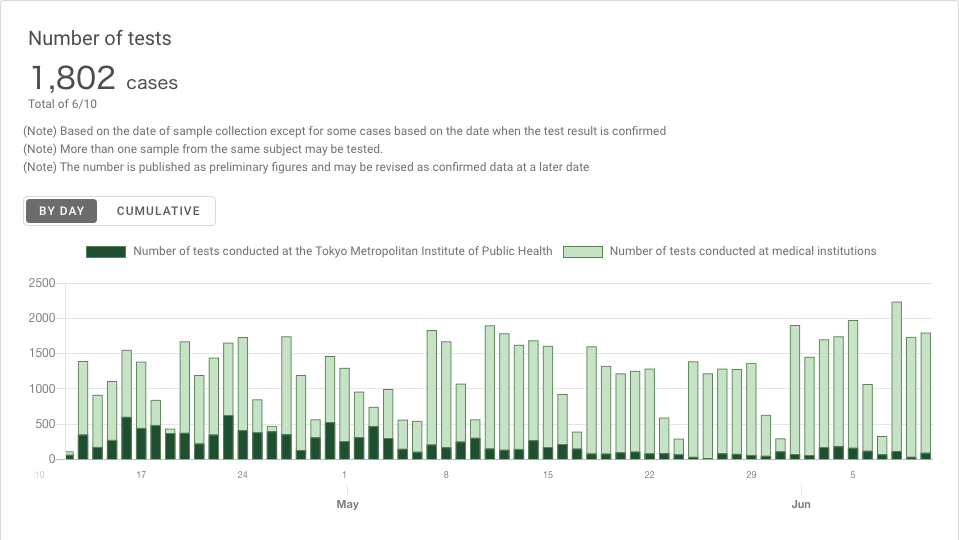 Number of tests
1,802 cases
Total of 6/10
(Note) Based on the date of sample collection except for some cases based on the date when the test result is confirmed
(Note) More than one sample from the same subject may be tested.
(Note) The number is published as preliminary figures and may be revised as confirmed data at a later date
BY DAY CUMULATIVE
Number of tests conducted at the Tokyo Metropolitan Institute of Public Health Number of tests conducted at medical institutions
2500
2000
1500
1000
500
0
10 17 24 1 8 15 22 29 5
May Jun